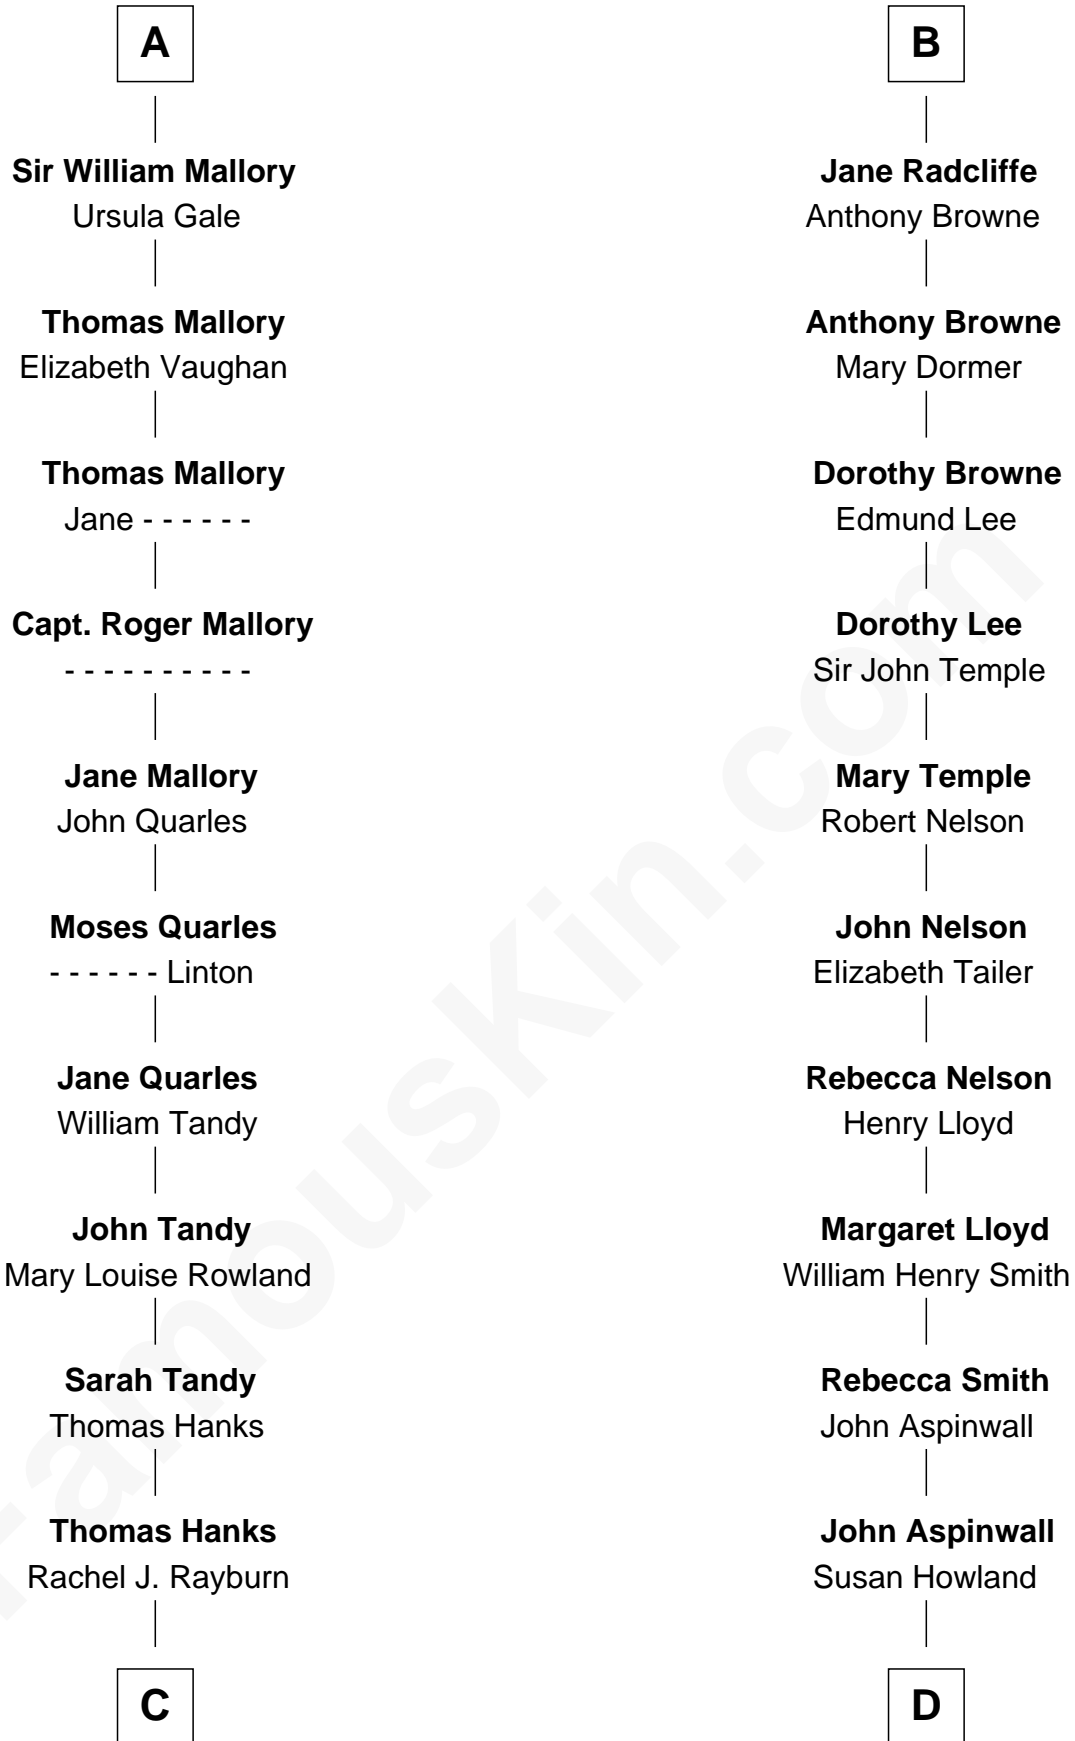 A
Sir William Mallory
Ursula Gale
Thomas Mallory
Elizabeth Vaughan
Thomas Mallory
Jane - - - - - -
Capt. Roger Mallory
- - - - - - - - - -
Jane Mallory
John Quarles
Moses Quarles
- - - - - - Linton
Jane Quarles
William Tandy
John Tandy
Mary Louise Rowland
Sarah Tandy
Thomas Hanks
Thomas Hanks
Rachel J. Rayburn
C
B
Jane Radcliffe
Anthony Browne
Anthony Browne
Mary Dormer
Dorothy Browne
Edmund Lee
Dorothy Lee
Sir John Temple
Mary Temple
Robert Nelson
John Nelson
Elizabeth Tailer
Rebecca Nelson
Henry Lloyd
Margaret Lloyd
William Henry Smith
Rebecca Smith
John Aspinwall
John Aspinwall
Susan Howland
D
FamousKin.com